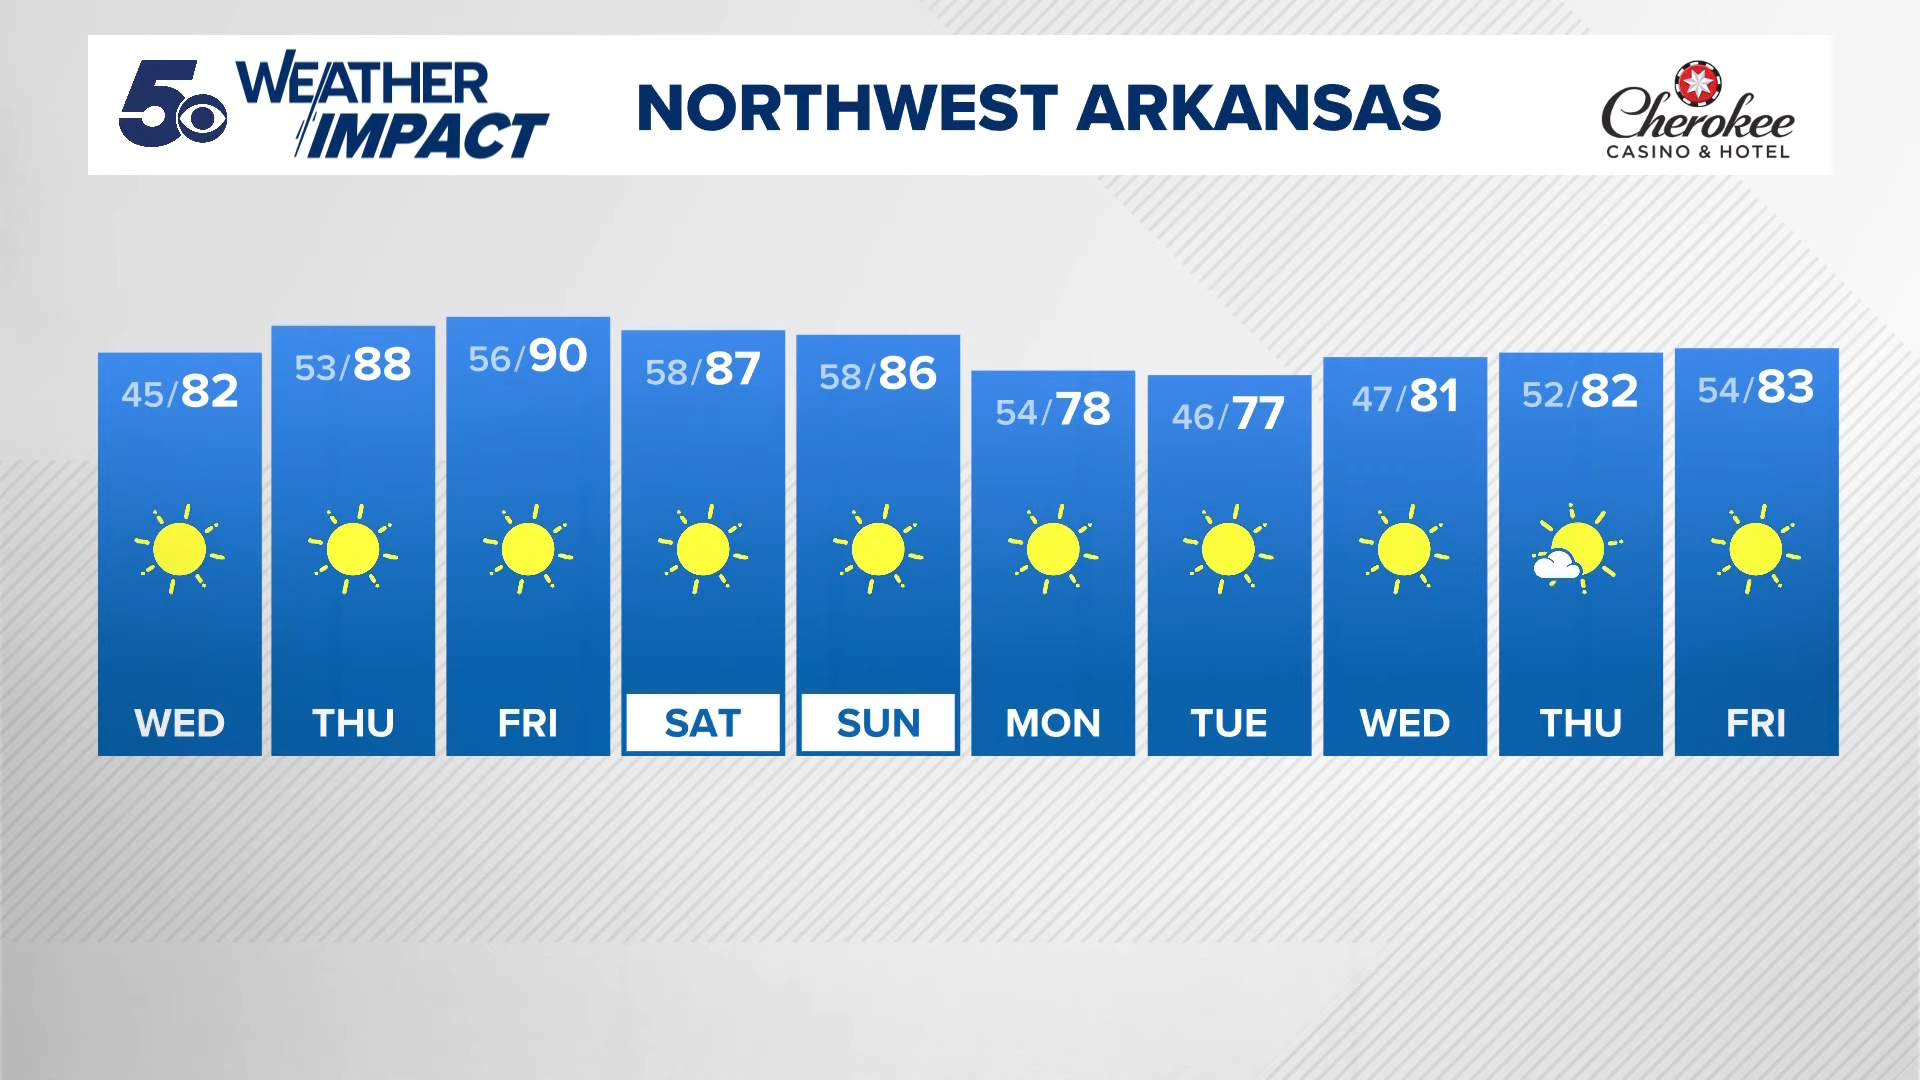 5 WEATHER IMPACT
NORTHWEST ARKANSAS
Cherokee
CASINO & HOTEL
45/82
53/88
56/90
58/87
58/86
54/78
46/77
47/81
52/82
54/83
WED
THU
FRI
SAT
SUN
MON
TUE
WED
THU
FRI